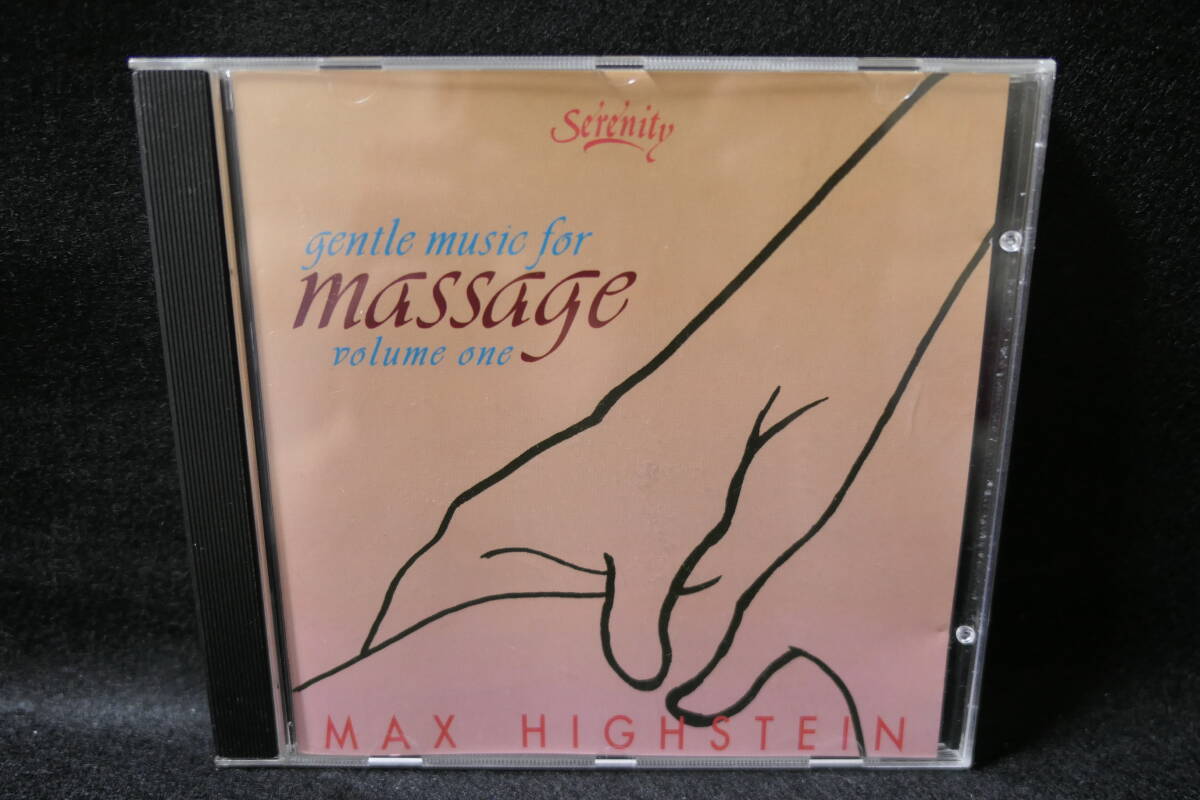 Serenity
gentle music for
massage
volume one
MAX HIGHSTEIN